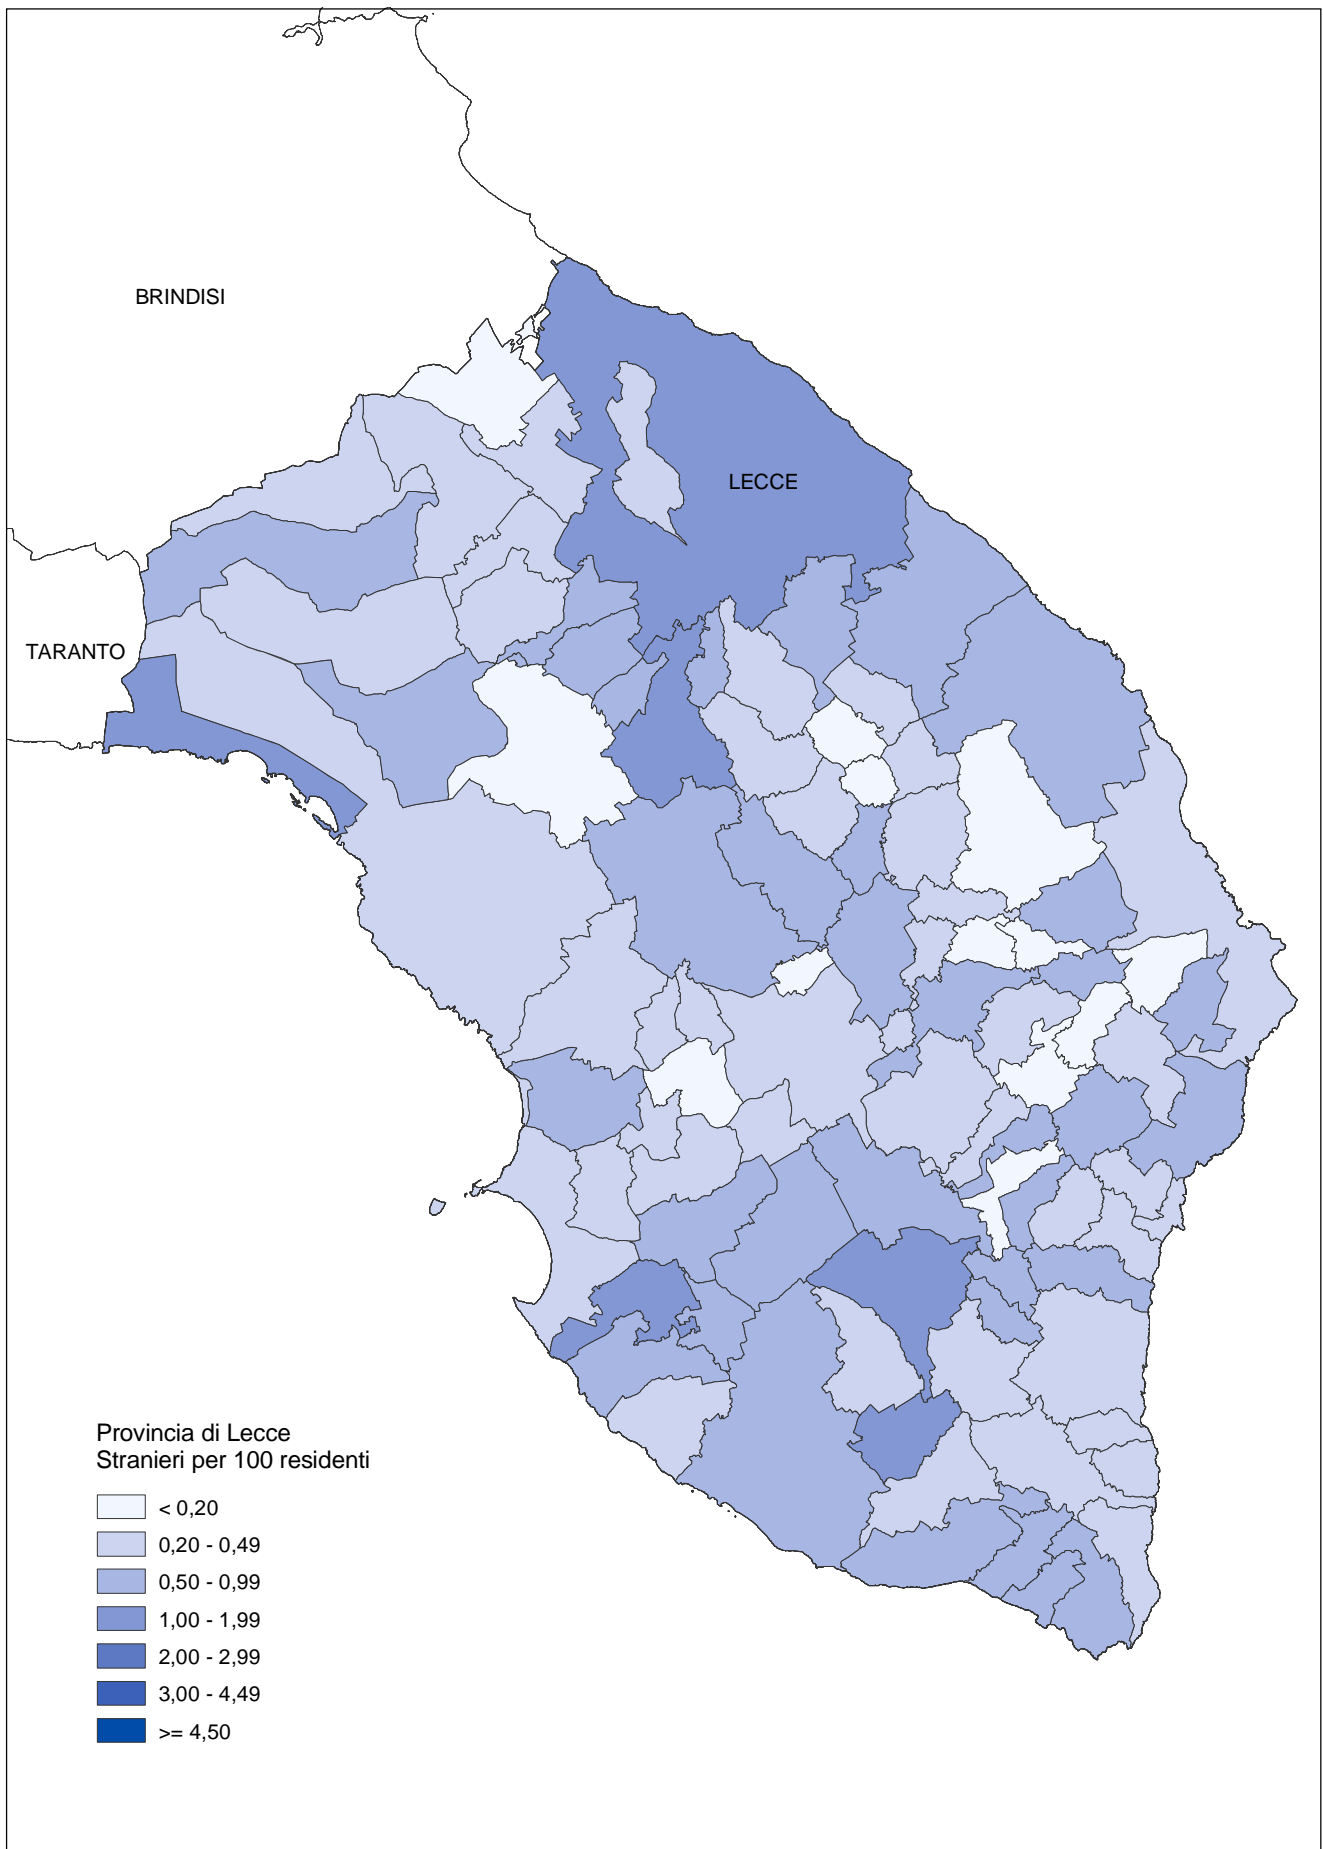 BRINDISI
LECCE
TARANTO
Provincia di Lecce
Stranieri per 100 residenti
< 0,20
0,20 - 0,49
0,50 - 0,99
1,00 - 1,99
2,00 - 2,99
3,00 - 4,49
>= 4,50